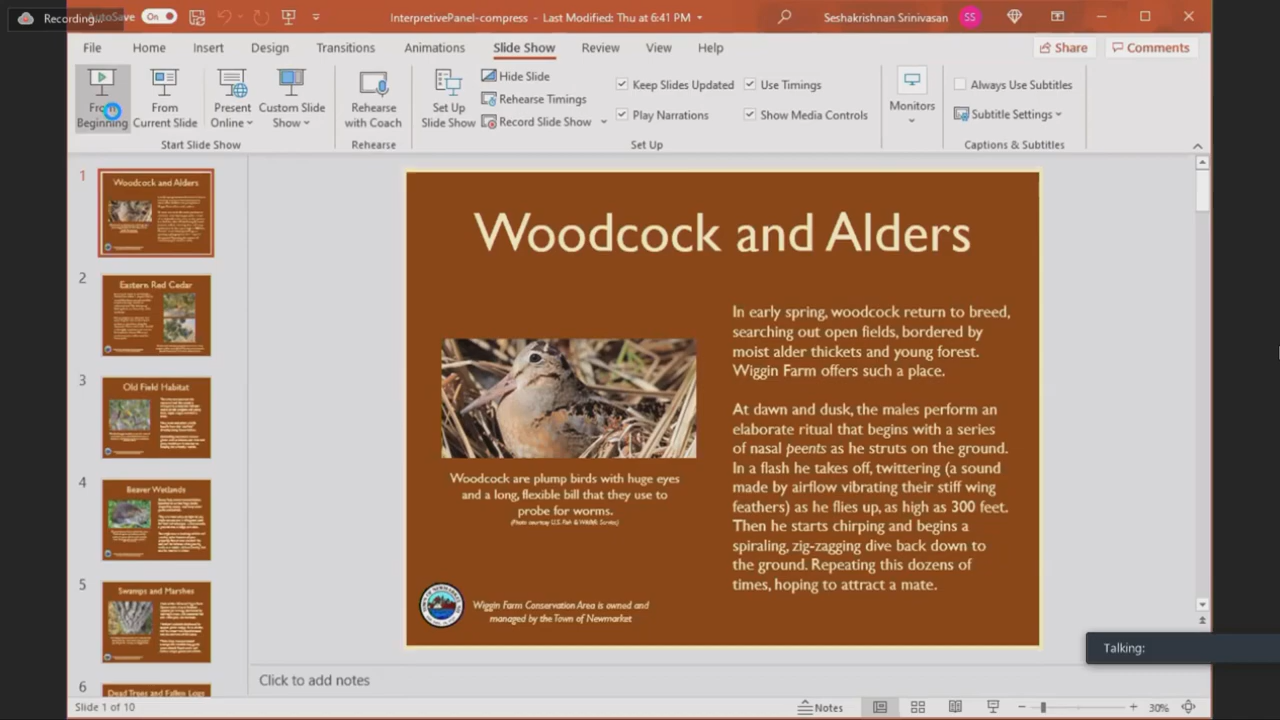 Recording...
AutoSave On
InterpretivePanel-compress - Last Modified: Thu at 6:41 PM
Seshakrishnan Srinivasan SS
File Home Insert Design Transitions Animations Slide Show Review View Help
Share Comments
From Beginning
From Current Slide
Present Online
Custom Slide Show
Start Slide Show
Rehearse with Coach
Rehearse
Set Up Slide Show
Hide Slide
Rehearse Timings
Record Slide Show
Keep Slides Updated
Play Narrations
Use Timings
Show Media Controls
Set Up
Monitors
Always Use Subtitles
Subtitle Settings
Captions & Subtitles
1
Woodcock and Alders
2
Eastern Red Cedar
3
Old Field Habitat
4
Beaver Wetlands
5
Swamps and Marshes
6
Dead Trees and Fallen Logs
Woodcock and Alders
Woodcock are plump birds with huge eyes
and a long, flexible bill that they use to
probe for worms.
(Photo courtesy U.S. Fish & Wildlife Service)
In early spring, woodcock return to breed,
searching out open fields, bordered by
moist alder thickets and young forest.
Wiggin Farm offers such a place.
At dawn and dusk, the males perform an
elaborate ritual that begins with a series
of nasal peents as he struts on the ground.
In a flash he takes off, twittering (a sound
made by airflow vibrating their stiff wing
feathers) as he flies up, as high as 300 feet.
Then he starts chirping and begins a
spiraling, zig-zagging dive back down to
the ground. Repeating this dozens of
times, hoping to attract a mate.
Wiggin Farm Conservation Area is owned and
managed by the Town of Newmarket
Talking:
Click to add notes
Slide 1 of 10
Notes
30%